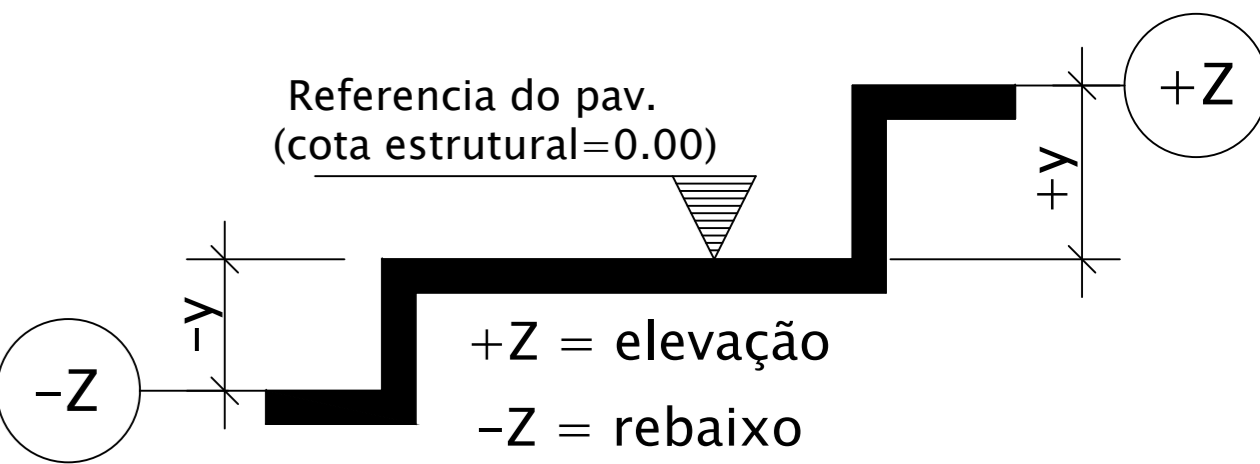 +Z
Referencia do pav.
(cota estrutural=0.00)
+y
-y
+Z = elevação
-Z
-Z = rebaixo